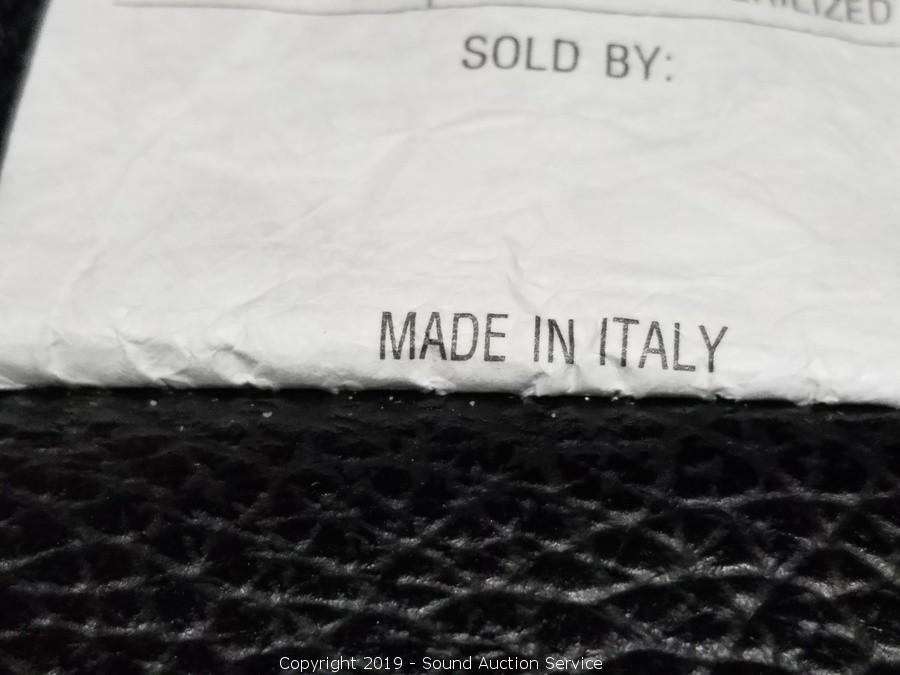 SOLD BY:
MADE IN ITALY
Copyright 2019 - Sound Auction Service